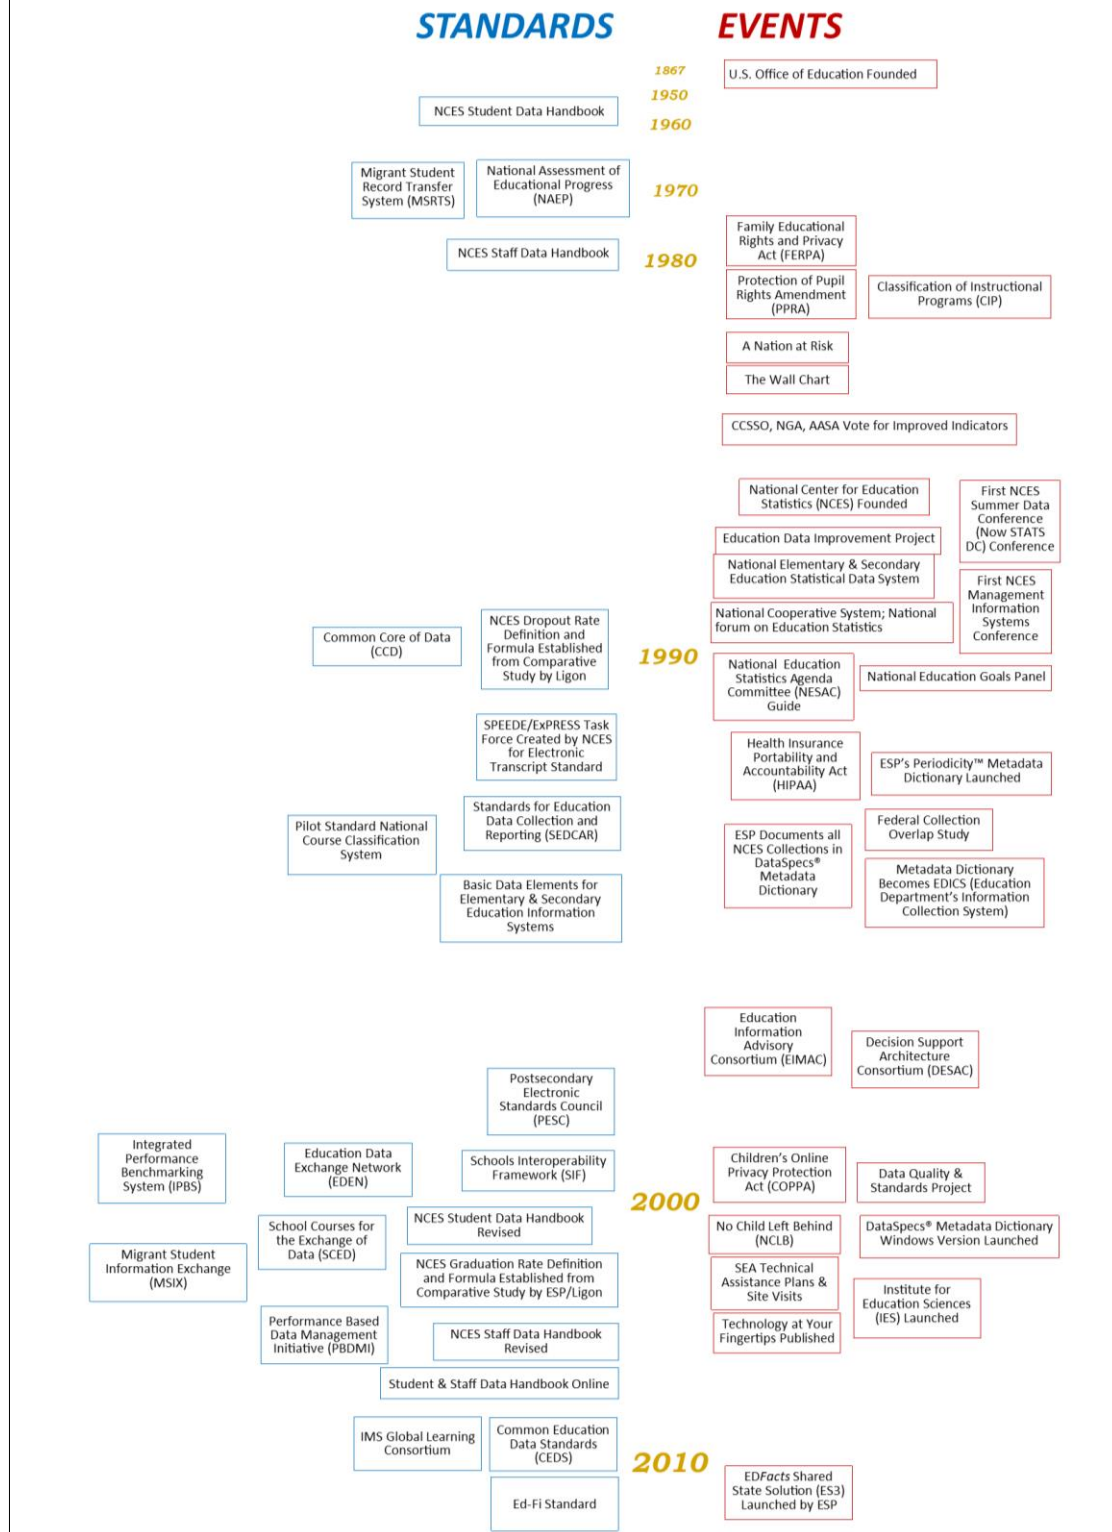 STANDARDS
EVENTS
1867
U.S. Office of Education Founded
1950
NCES Student Data Handbook
1960
Migrant Student
Record Transfer
System (MSRTS)
National Assessment of
Educational Progress
(NAEP)
1970
Family Educational
Rights and Privacy
Act (FERPA)
NCES Staff Data Handbook
1980
Protection of Pupil
Rights Amendment
(PPRA)
Classification of Instructional
Programs (CIP)
A Nation at Risk
The Wall Chart
CCSSO, NGA, AASA Vote for Improved Indicators
National Center for Education
Statistics (NCES) Founded
First NCES
Summer Data
Conference
(Now STATS
DC) Conference
Education Data Improvement Project
National Elementary & Secondary
Education Statistical Data System
First NCES
Management
Information
Systems
Conference
National Cooperative System; National
forum on Education Statistics
Common Core of Data
(CCD)
NCES Dropout Rate
Definition and
Formula Established
from Comparative
Study by Ligon
1990
National Education
Statistics Agenda
Committee (NESAC)
Guide
National Education Goals Panel
SPEEDE/ExPRESS Task
Force Created by NCES
for Electronic
Transcript Standard
Health Insurance
Portability and
Accountability Act
(HIPAA)
ESP's Periodicity™ Metadata
Dictionary Launched
Pilot Standard National
Course Classification
System
Standards for Education
Data Collection and
Reporting (SEDCAR)
ESP Documents all
NCES Collections in
DataSpecs®
Metadata
Dictionary
Federal Collection
Overlap Study
Basic Data Elements for
Elementary & Secondary
Education Information
Systems
Metadata Dictionary
Becomes EDICS (Education
Department's Information
Collection System)
Education
Information
Advisory
Consortium (EIMAC)
Decision Support
Architecture
Consortium (DESAC)
Postsecondary
Electronic
Standards Council
(PESC)
Integrated
Performance
Benchmarking
System (IPBS)
Education Data
Exchange Network
(EDEN)
Schools Interoperability
Framework (SIF)
2000
Children's Online
Privacy Protection
Act (COPPA)
Data Quality &
Standards Project
School Courses for
the Exchange of
Data (SCED)
NCES Student Data Handbook
Revised
No Child Left Behind
(NCLB)
DataSpecs® Metadata Dictionary
Windows Version Launched
Migrant Student
Information Exchange
(MSIX)
NCES Graduation Rate Definition
and Formula Established from
Comparative Study by ESP/Ligon
SEA Technical
Assistance Plans &
Site Visits
Institute for
Education Sciences
(IES) Launched
Performance Based
Data Management
Initiative (PBDMI)
NCES Staff Data Handbook
Revised
Technology at Your
Fingertips Published
Student & Staff Data Handbook Online
IMS Global Learning
Consortium
Common Education
Data Standards
(CEDS)
2010
EDFacts Shared
State Solution (ES3)
Launched by ESP
Ed-Fi Standard